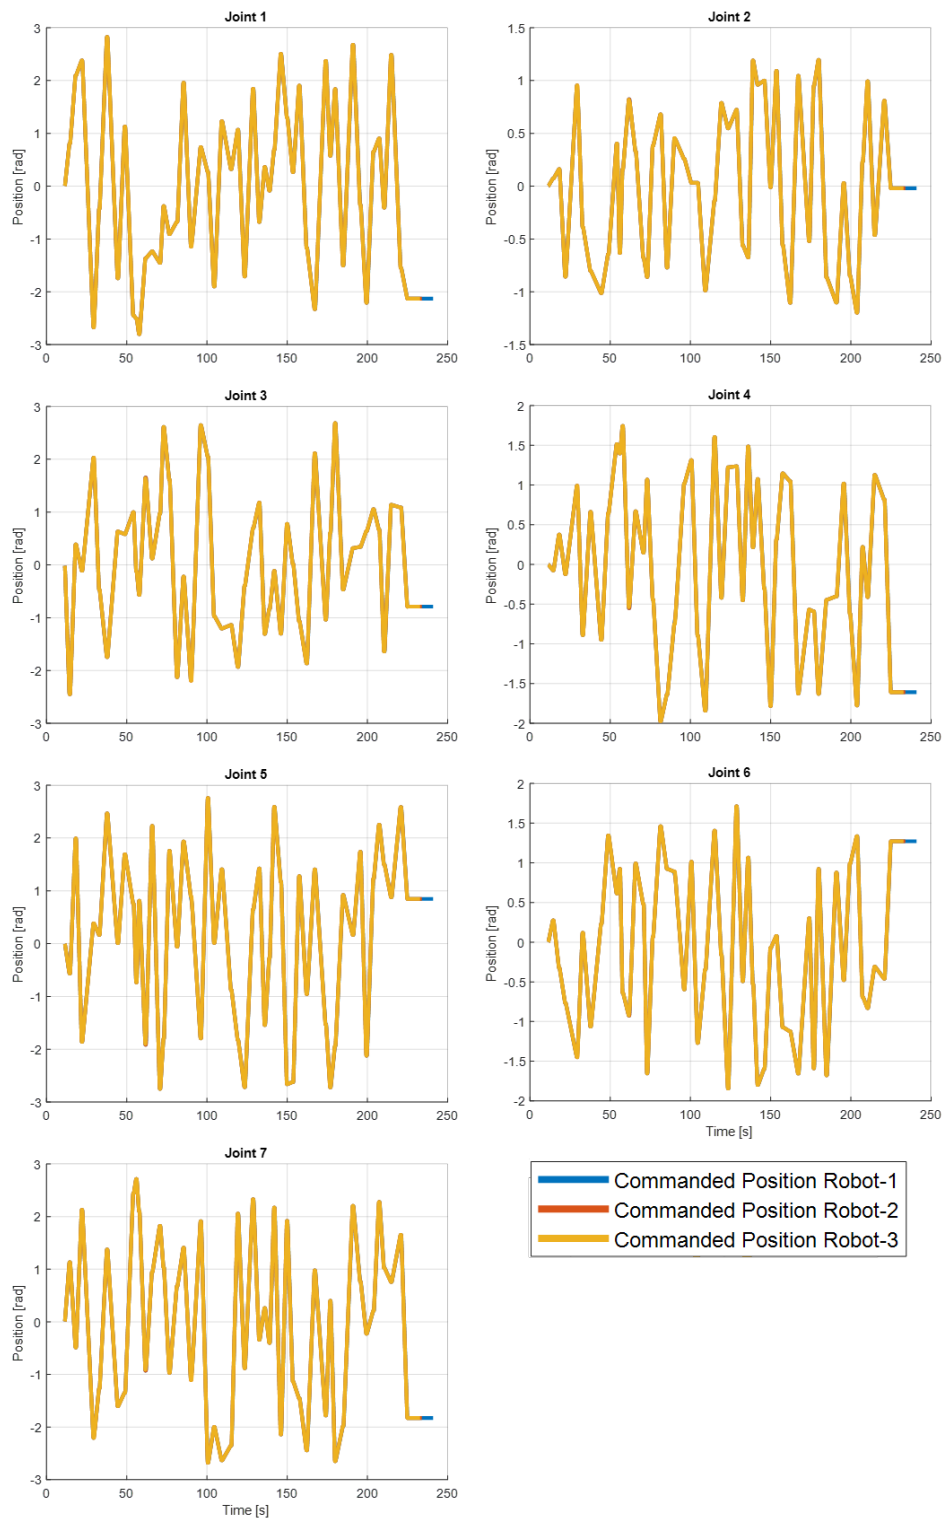 Joint 1
Position [rad]
3
2
1
0
-1
-2
-3
0 50 100 150 200 250
Joint 2
Position [rad]
1.5
1
0.5
0
-0.5
-1
-1.5
0 50 100 150 200 250
Joint 3
Position [rad]
3
2
1
0
-1
-2
-3
0 50 100 150 200 250
Joint 4
Position [rad]
2
1.5
1
0.5
0
-0.5
-1
-1.5
-2
0 50 100 150 200 250
Joint 5
Position [rad]
3
2
1
0
-1
-2
-3
0 50 100 150 200 250
Joint 6
Position [rad]
2
1.5
1
0.5
0
-0.5
-1
-1.5
-2
0 50 100 150 200 250
Time [s]
Joint 7
Position [rad]
3
2
1
0
-1
-2
-3
0 50 100 150 200 250
Time [s]
Commanded Position Robot-1
Commanded Position Robot-2
Commanded Position Robot-3